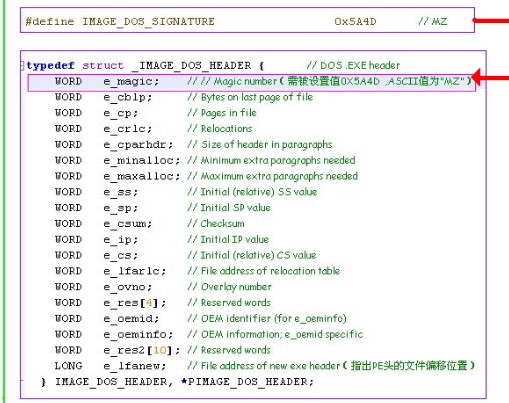 #define IMAGE_DOS_SIGNATURE 0x5A4D // MZ
typedef struct _IMAGE_DOS_HEADER { // DOS .EXE header
WORD e_magic; // // Magic number ( 需被设置值0X5A4D ,ASCII值为"MZ" )
WORD e_cblp; // Bytes on last page of file
WORD e_cp; // Pages in file
WORD e_crlc; // Relocations
WORD e_cparhdr; // Size of header in paragraphs
WORD e_minalloc; // Minimum extra paragraphs needed
WORD e_maxalloc; // Maximum extra paragraphs needed
WORD e_ss; // Initial (relative) SS value
WORD e_sp; // Initial SP value
WORD e_csum; // Checksum
WORD e_ip; // Initial IP value
WORD e_cs; // Initial (relative) CS value
WORD e_lfarlc; // File address of relocation table
WORD e_ovno; // Overlay number
WORD e_res[4]; // Reserved words
WORD e_oemid; // OEM identifier (for e_oeminfo)
WORD e_oeminfo; // OEM information; e_oemid specific
WORD e_res2[10]; // Reserved words
LONG e_lfanew; // File address of new exe header ( 指出PE头的文件偏移位置 )
} IMAGE_DOS_HEADER, *PIMAGE_DOS_HEADER;